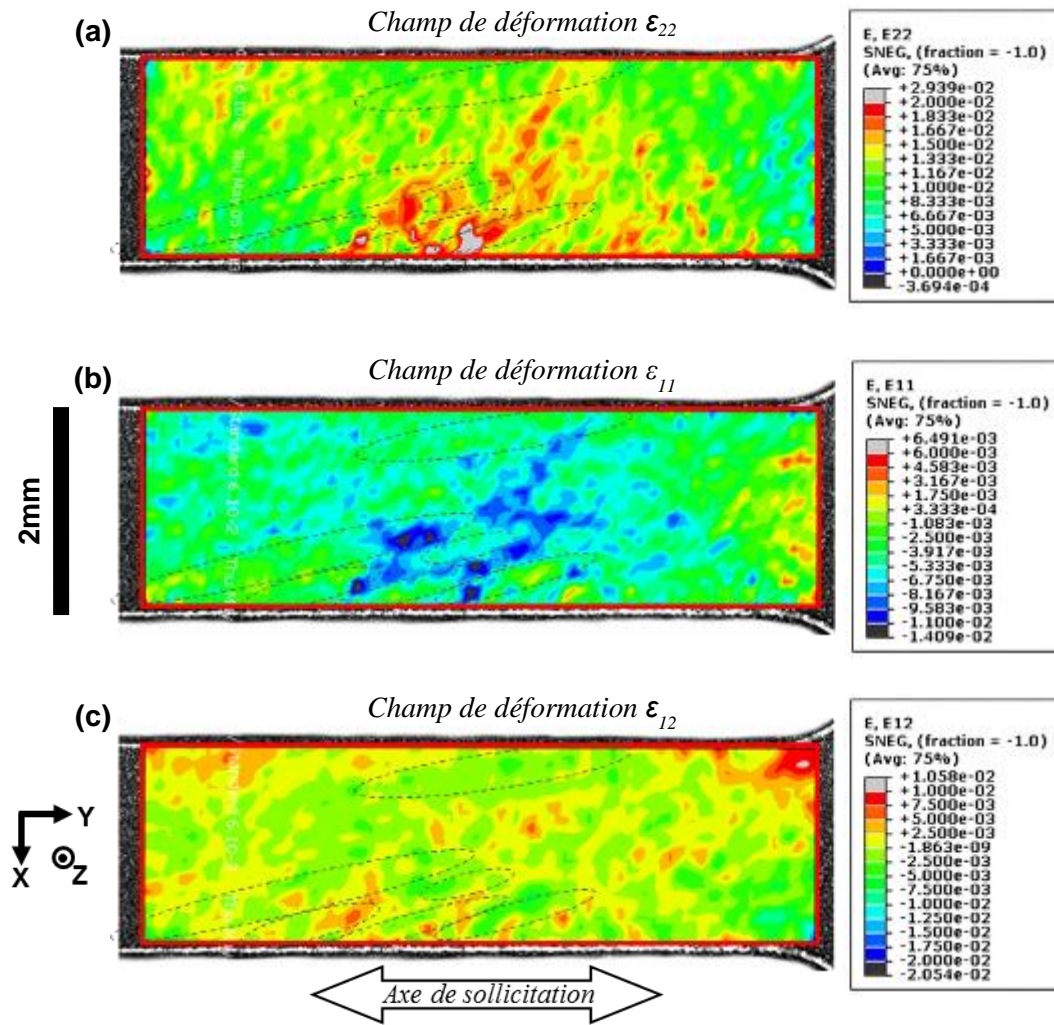 (a)
Champ de déformation ε22
E, E22
SNEG, (fraction = -1.0)
(Avg: 75%)
+2.939e-02
+2.000e-02
+1.833e-02
+1.667e-02
+1.500e-02
+1.333e-02
+1.167e-02
+1.000e-02
+8.333e-03
+6.667e-03
+5.000e-03
+3.333e-03
+1.667e-03
+0.000e+00
-3.694e-04
(b)
Champ de déformation ε11
2mm
E, E11
SNEG, (fraction = -1.0)
(Avg: 75%)
+6.491e-03
+6.000e-03
+4.583e-03
+3.167e-03
+1.750e-03
+3.333e-04
-1.083e-03
-2.500e-03
-3.917e-03
-5.333e-03
-6.750e-03
-8.167e-03
-9.583e-03
-1.100e-02
-1.409e-02
(c)
Champ de déformation ε12
Y
X
Z
E, E12
SNEG, (fraction = -1.0)
(Avg: 75%)
+1.058e-02
+1.000e-02
+7.500e-03
+5.000e-03
+2.500e-03
-1.863e-09
-2.500e-03
-5.000e-03
-7.500e-03
-1.000e-02
-1.250e-02
-1.500e-02
-1.750e-02
-2.000e-02
-2.054e-02
Axe de sollicitation